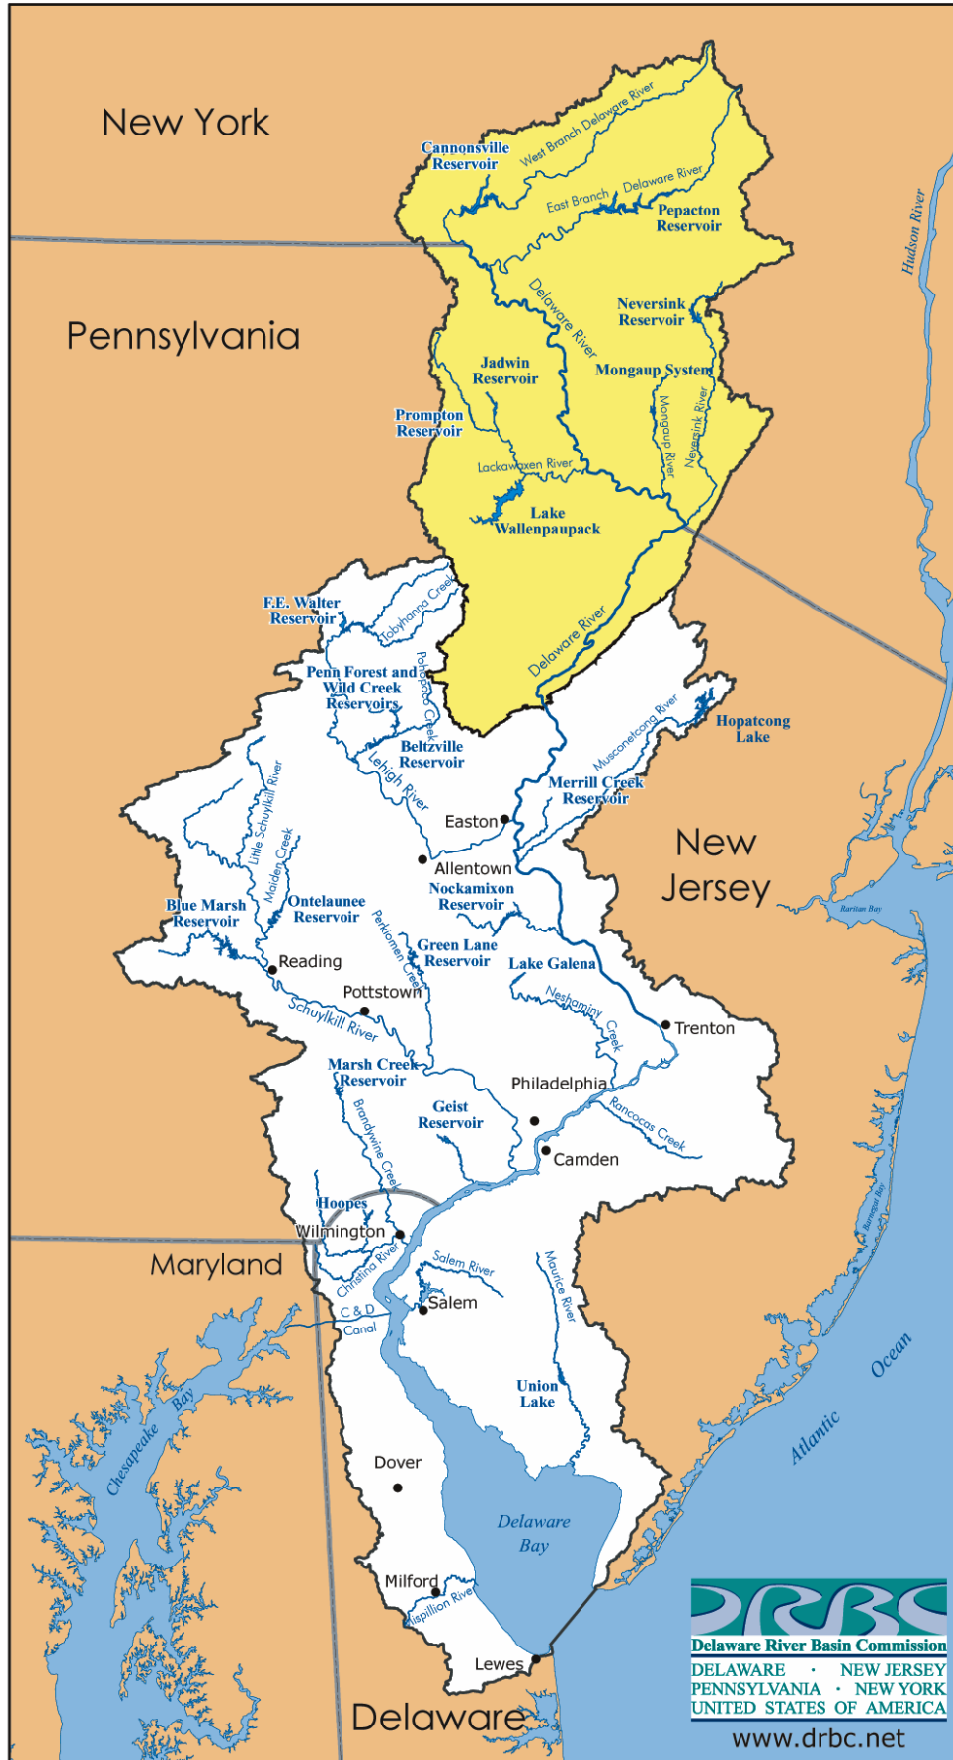 New York
West Branch Delaware River
Cannonsville
Reservoir
East Branch Delaware River
Pepacton
Reservoir
Hudson River
Delaware River
Neversink
Reservoir
Pennsylvania
Jadwin
Reservoir
Mongaup System
Prompton
Reservoir
Mongaup River
Neversink River
Lackawaxen River
Lake
Wallenpaupack
F.E. Walter
Reservoir
Tobyhanna Creek
Delaware River
Penn Forest and
Wild Creek
Reservoirs
Pohopoco Creek
Hopatcong
Lake
Musconetcong River
Beltzville
Reservoir
Lehigh River
Merrill Creek
Reservoir
Little Schuylkill River
Easton
New
Jersey
Maiden Creek
Allentown
Nockamixon
Reservoir
Blue Marsh
Reservoir
Ontelaunee
Reservoir
Raritan Bay
Perkiomen Creek
Green Lane
Reservoir
Lake Galena
Reading
Neshaminy Creek
Pottstown
Schuylkill River
Trenton
Marsh Creek
Reservoir
Philadelphia
Geist
Reservoir
Rancocas Creek
Brandywine Creek
Camden
Barnegat Bay
Hoopes
Wilmington
Maryland
Christina River
Salem River
Maurice River
C & D
Canal
Salem
Chesapeake Bay
Union
Lake
Atlantic Ocean
Dover
Delaware
Bay
Milford
Mispillion River
Lewes
Delaware
DRBC
Delaware River Basin Commission
DELAWARE · NEW JERSEY
PENNSYLVANIA · NEW YORK
UNITED STATES OF AMERICA
www.drbc.net